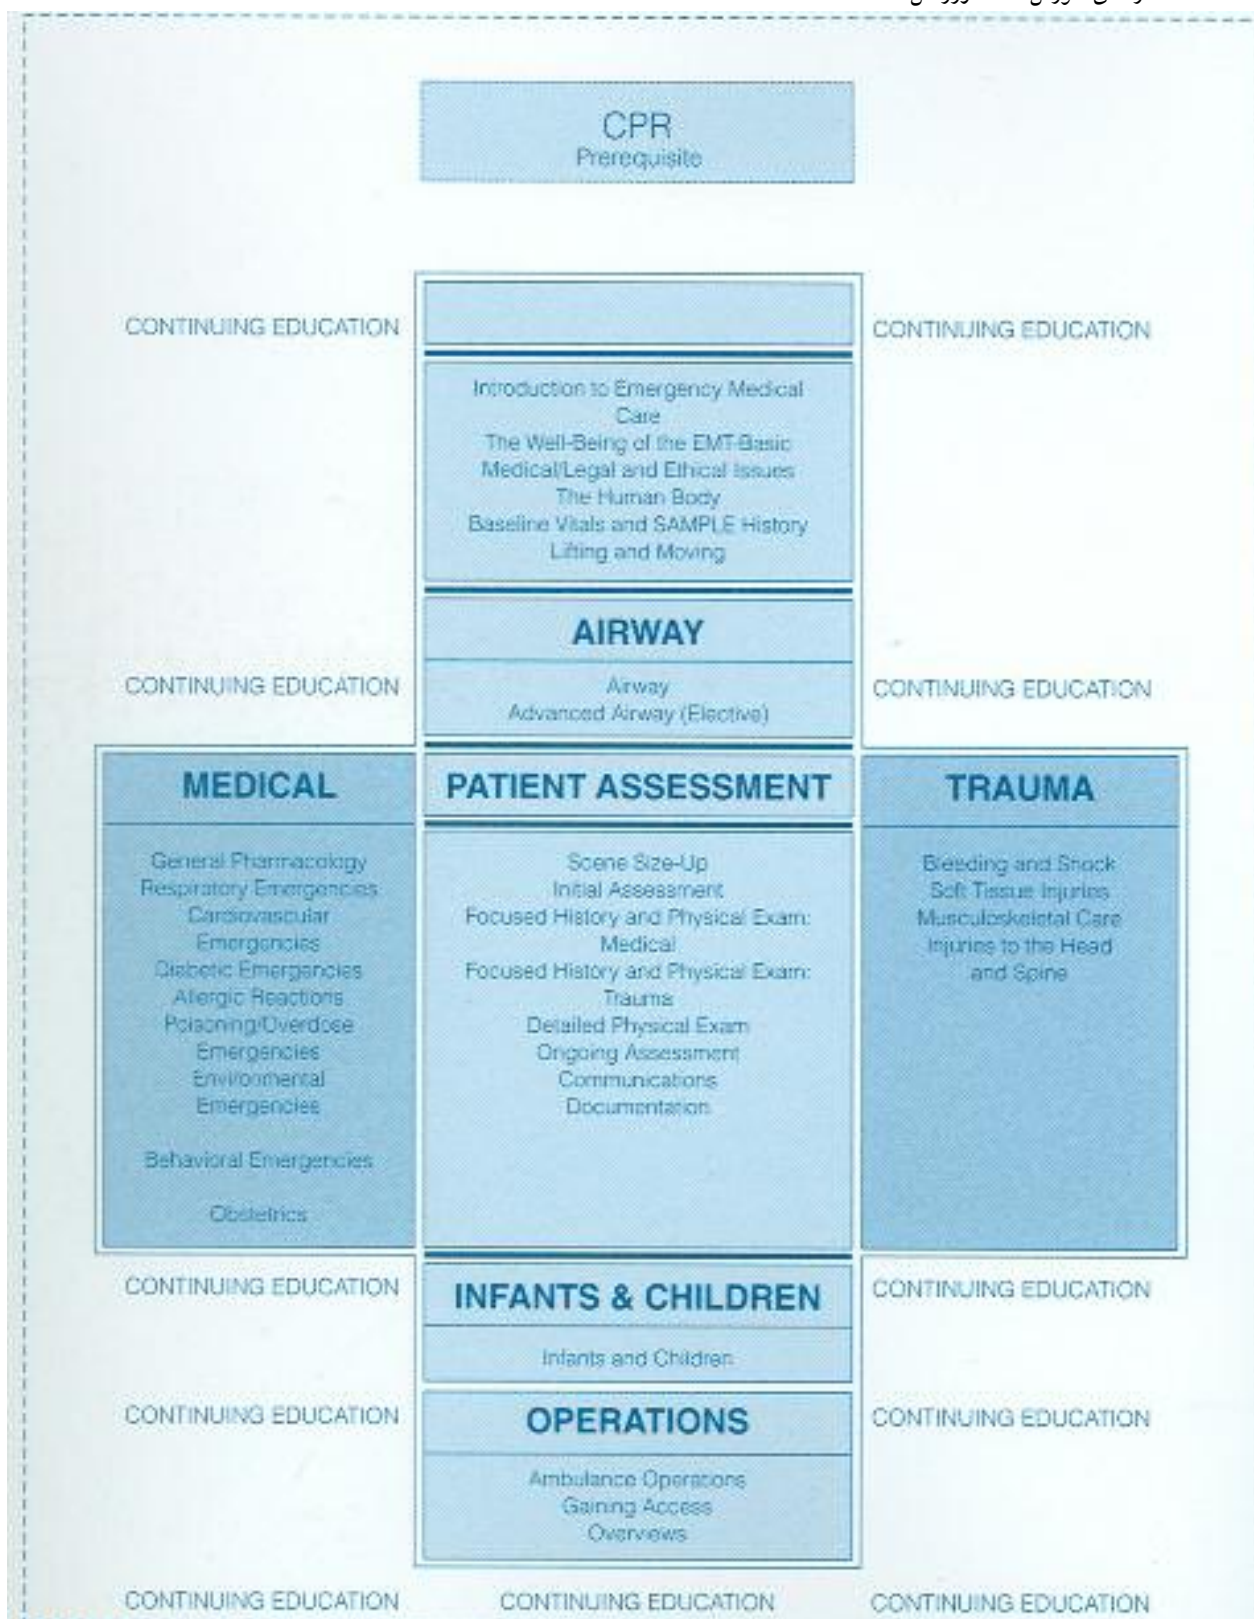 CPR
Prerequisite
CONTINUING EDUCATION
CONTINUING EDUCATION
Introduction to Emergency Medical
Care
The Well-Being of the EMT-Basic
Medical/Legal and Ethical Issues
The Human Body
Baseline Vitals and SAMPLE History
Lifting and Moving
AIRWAY
CONTINUING EDUCATION
Airway
Advanced Airway (Elective)
CONTINUING EDUCATION
MEDICAL
General Pharmacology
Respiratory Emergencies
Cardiovascular
Emergencies
Diabetic Emergencies
Allergic Reactions
Poisoning/Overdose
Emergencies
Environmental
Emergencies
Behavioral Emergencies
Obstetrics
PATIENT ASSESSMENT
Scene Size-Up
Initial Assessment
Focused History and Physical Exam:
Medical
Focused History and Physical Exam:
Trauma
Detailed Physical Exam
Ongoing Assessment
Communications
Documentation
TRAUMA
Bleeding and Shock
Soft Tissue Injuries
Musculoskeletal Care
Injuries to the Head
and Spine
CONTINUING EDUCATION
INFANTS & CHILDREN
CONTINUING EDUCATION
Infants and Children
CONTINUING EDUCATION
OPERATIONS
CONTINUING EDUCATION
Ambulance Operations
Gaining Access
Overviews
CONTINUING EDUCATION
CONTINUING EDUCATION
CONTINUING EDUCATION